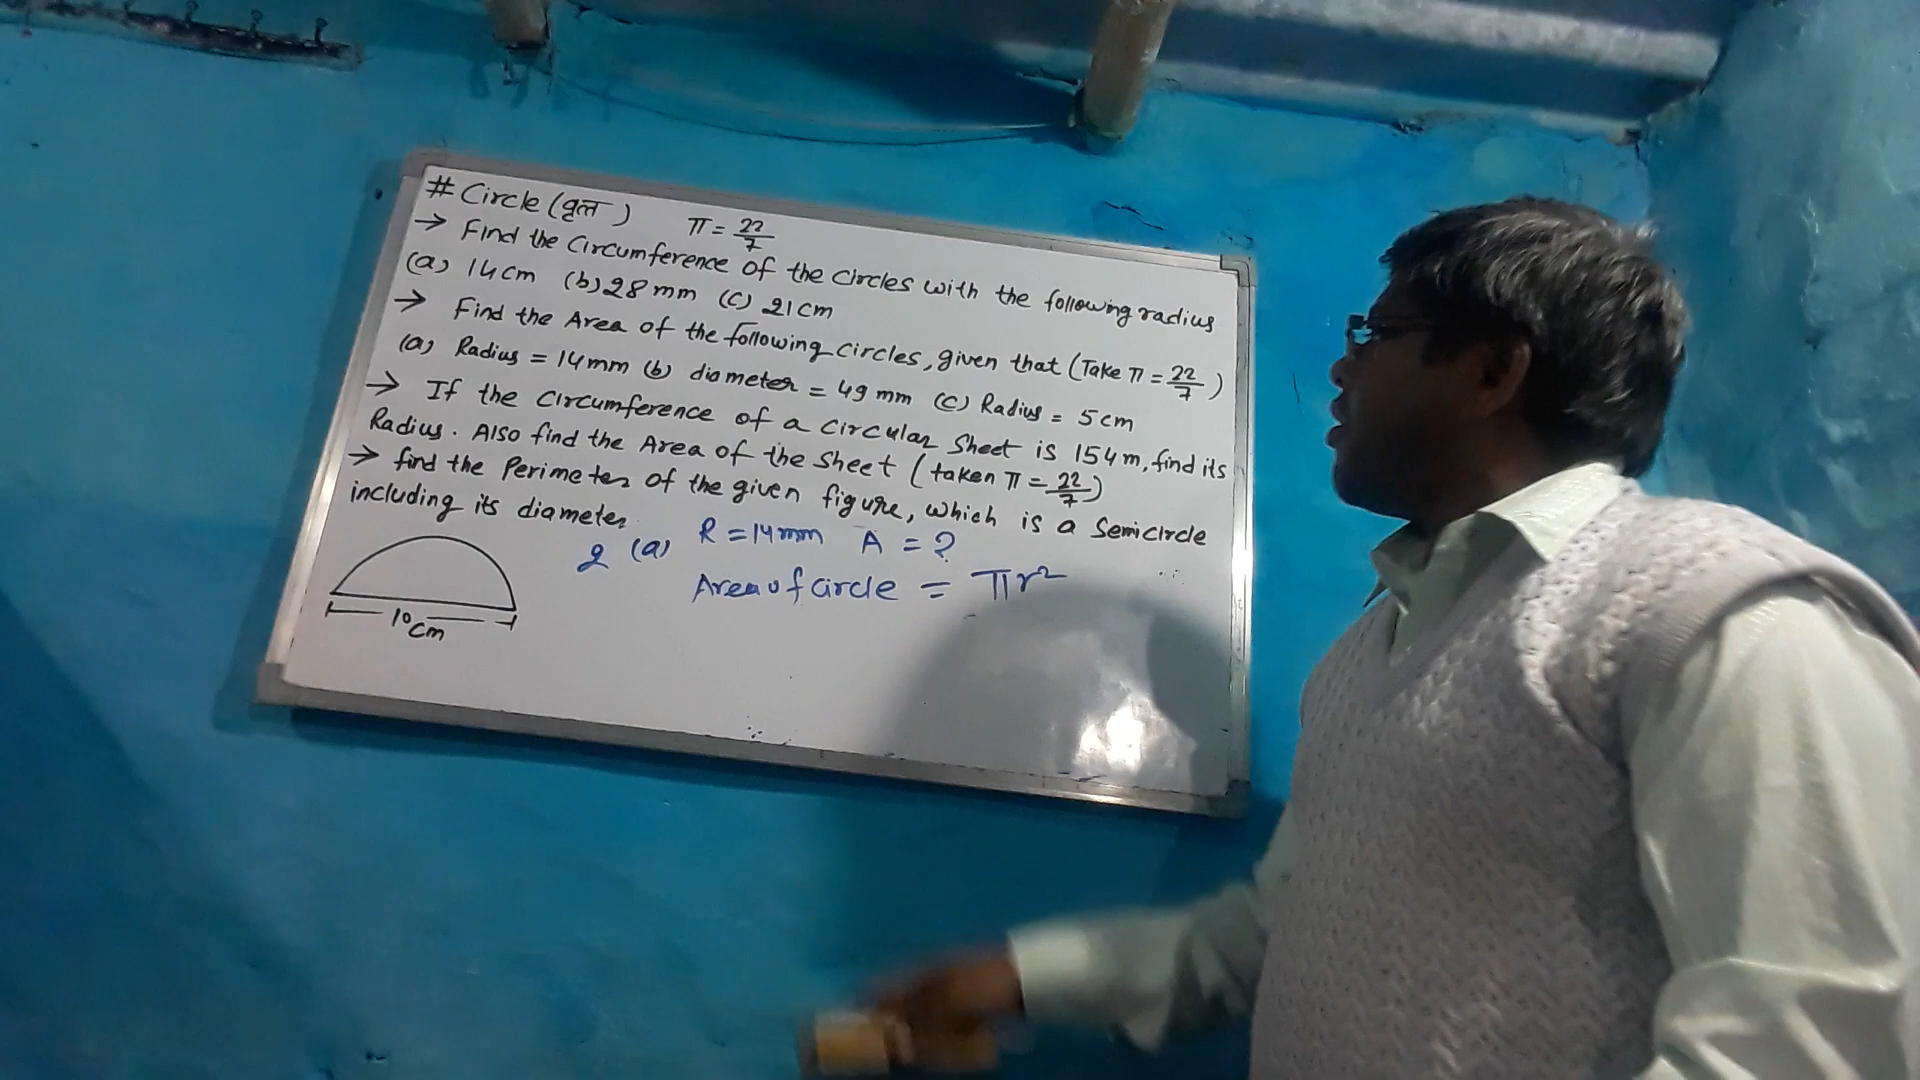 # Circle (वृत्त) π = 22/7
→ Find the Circumference of the Circles with the following radius
(a) 14cm (b) 28 mm (c) 21cm
→ Find the Area of the following circles, given that (Take π = 22/7)
(a) Radius = 14mm (b) diameter = 49 mm (c) Radius = 5cm
→ If the Circumference of a circular Sheet is 154m, find its
Radius. Also find the Area of the sheet (taken π = 22/7)
→ find the Perimeter of the given figure, which is a Semicircle
including its diameter
2 (a) R = 14mm A = ?
Area of circle = πr²
10cm